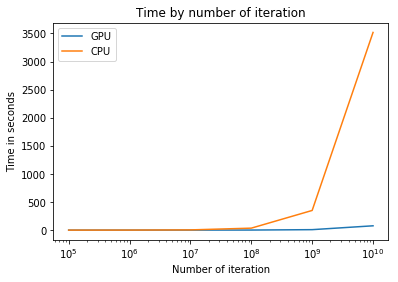 Time by number of iteration
GPU
CPU
Time in seconds
3500
3000
2500
2000
1500
1000
500
0
10⁵ 10⁶ 10⁷ 10⁸ 10⁹ 10¹⁰
Number of iteration